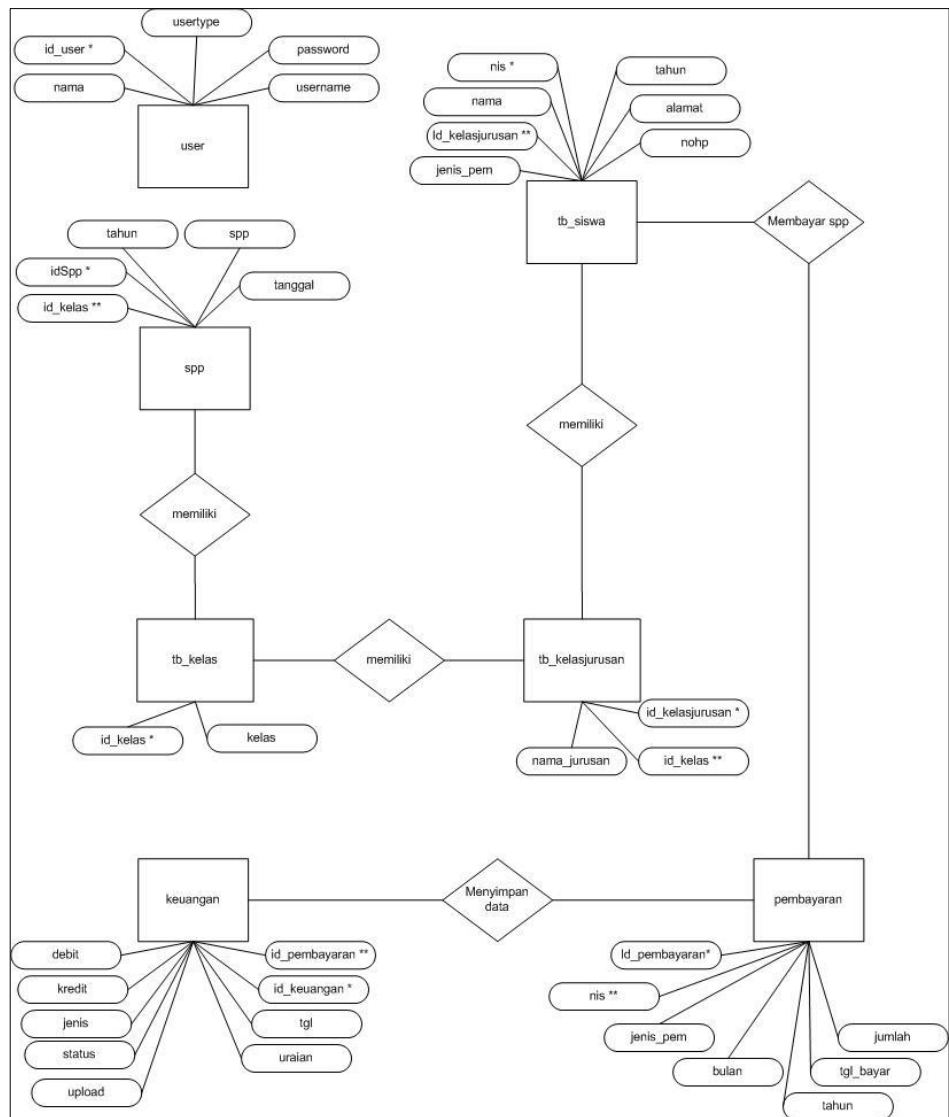 usertype
id_user *
password
nama
username
user
nis *
tahun
nama
alamat
Id_kelasjurusan **
nohp
jenis_pem
tb_siswa
Membayar spp
tahun
spp
idSpp *
tanggal
id_kelas **
spp
memiliki
memiliki
tb_kelas
memiliki
tb_kelasjurusan
id_kelas *
kelas
id_kelasjurusan *
nama_jurusan
id_kelas **
keuangan
Menyimpan
data
pembayaran
debit
id_pembayaran **
kredit
id_keuangan *
jenis
tgl
status
uraian
upload
Id_pembayaran*
nis **
jenis_pem
jumlah
bulan
tgl_bayar
tahun